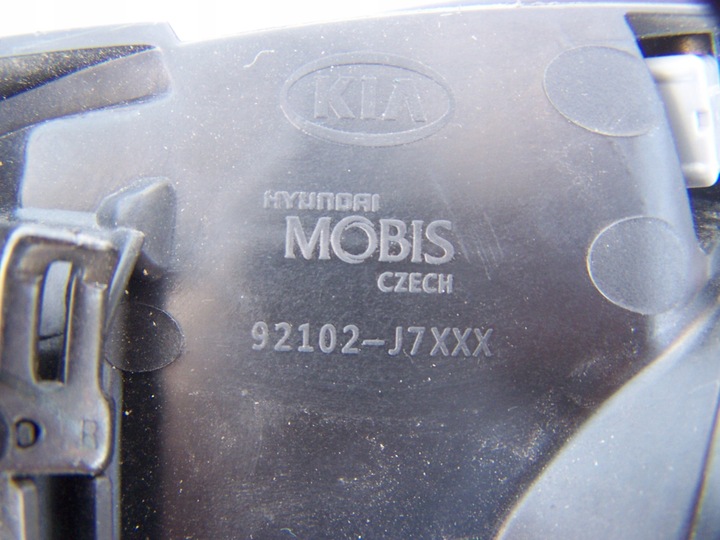 KIA
HYUNDAI
MOBIS
CZECH
92102-J7XXX
O R